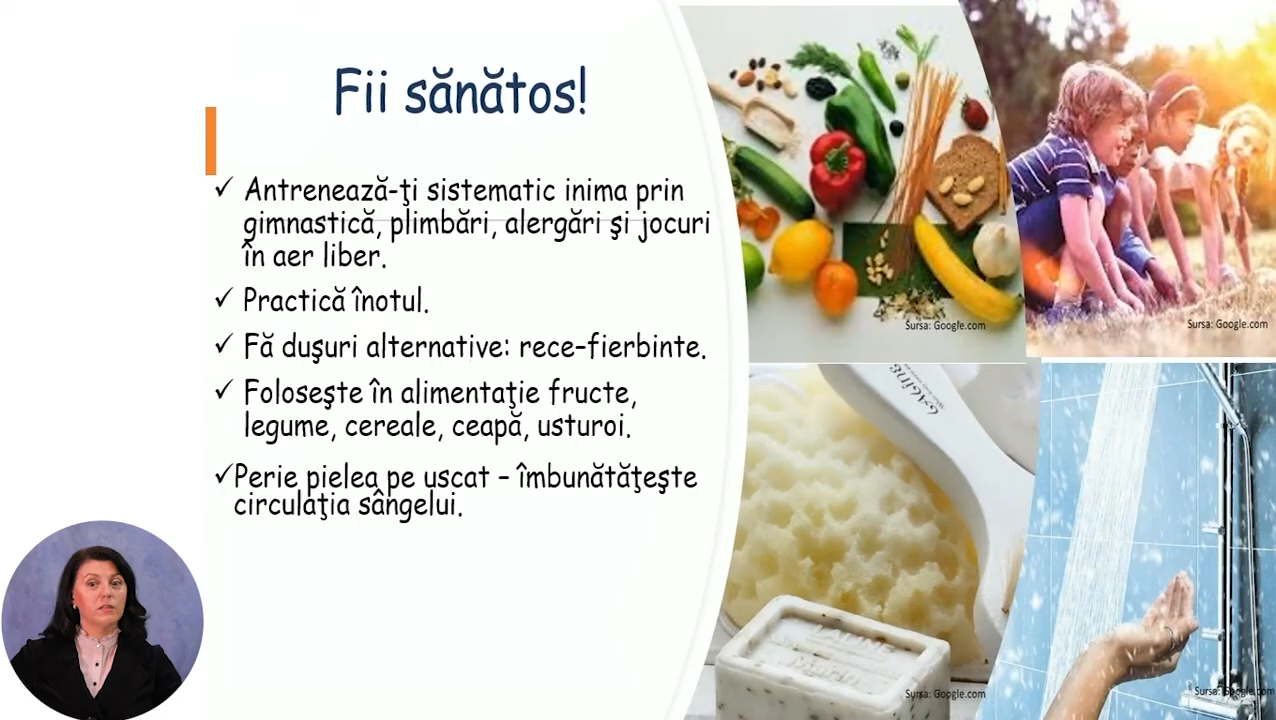 Fii sănătos!
✓ Antrenează-ţi sistematic inima prin
gimnastică, plimbări, alergări şi jocuri
în aer liber.
✓ Practică înotul.
✓ Fă duşuri alternative: rece-fierbinte.
✓ Foloseşte în alimentaţie fructe,
legume, cereale, ceapă, usturoi.
✓Perie pielea pe uscat – îmbunătăţeşte
circulaţia sângelui.
Sursa: Google.com
Sursa: Google.com
Sursa: Google.com
Sursa: Google.com